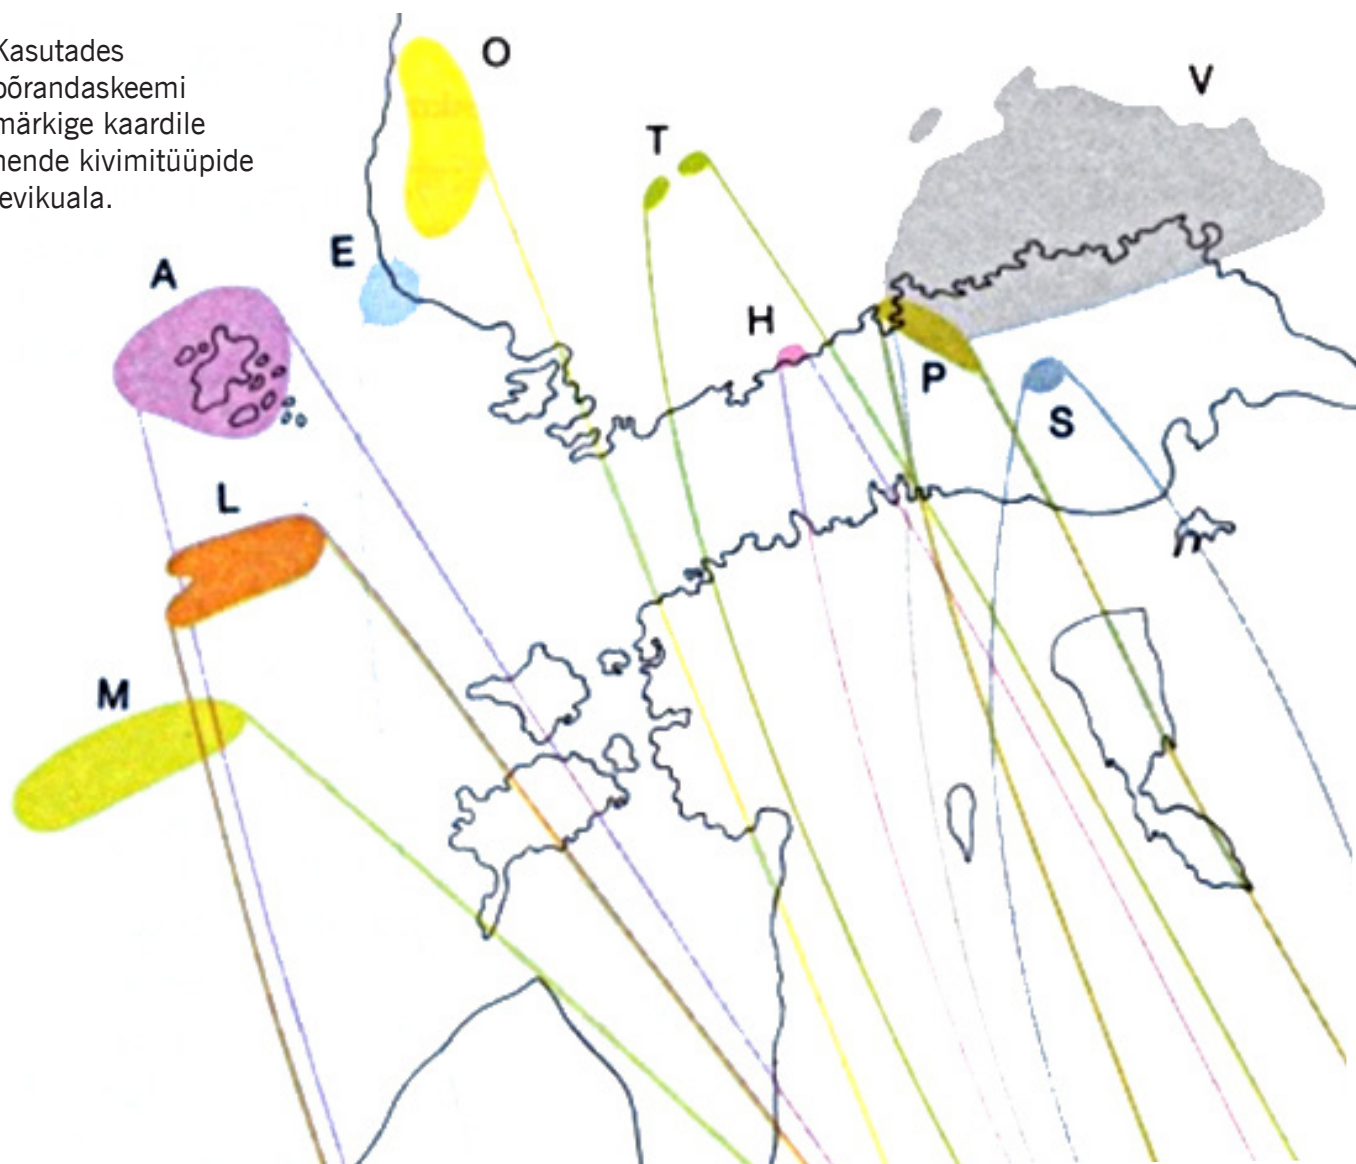 Kasutades
põrandaskeemi
märkige kaardile
nende kivimitüüpide
levikuala.
O
V
T
E
A
H
P
S
L
M